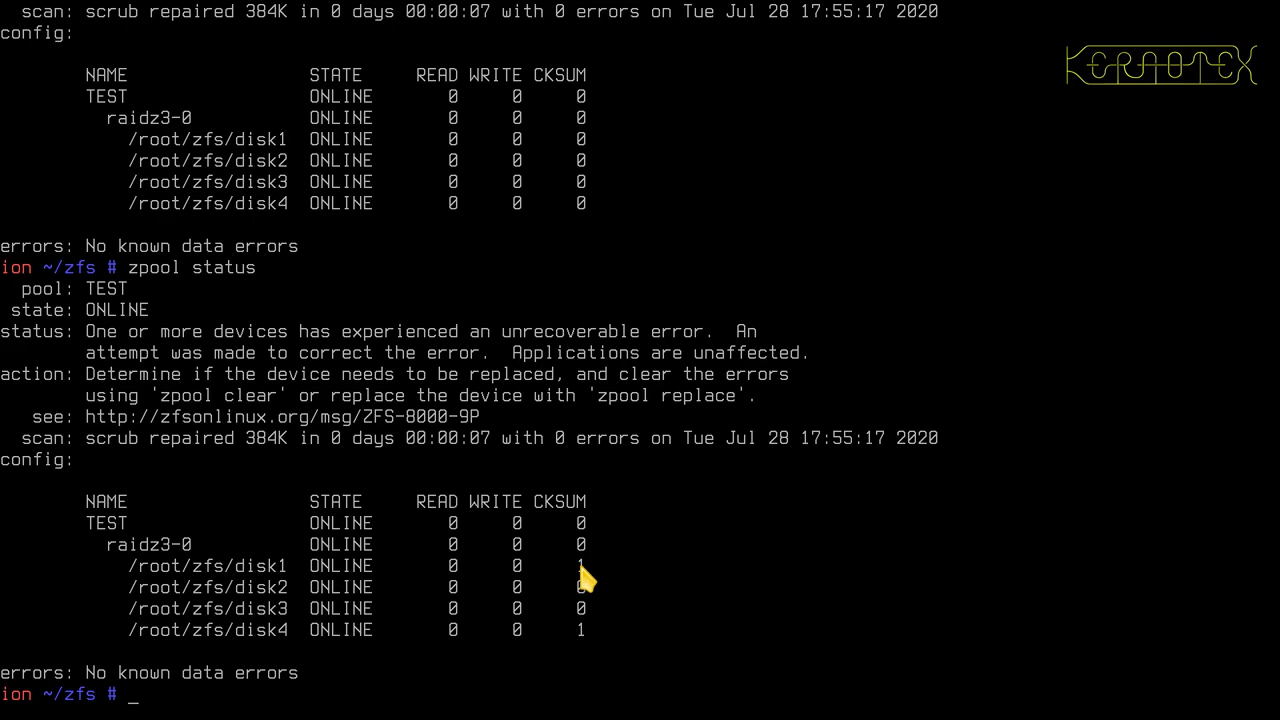 scan: scrub repaired 384K in 0 days 00:00:07 with 0 errors on Tue Jul 28 17:55:17 2020
config:
KERNOTEX
NAME STATE READ WRITE CKSUM
TEST ONLINE 0 0 0
raidz3-0 ONLINE 0 0 0
/root/zfs/disk1 ONLINE 0 0 0
/root/zfs/disk2 ONLINE 0 0 0
/root/zfs/disk3 ONLINE 0 0 0
/root/zfs/disk4 ONLINE 0 0 0
errors: No known data errors
ion ~/zfs # zpool status
pool: TEST
state: ONLINE
status: One or more devices has experienced an unrecoverable error. An
attempt was made to correct the error. Applications are unaffected.
action: Determine if the device needs to be replaced, and clear the errors
using 'zpool clear' or replace the device with 'zpool replace'.
see: http://zfsonlinux.org/msg/ZFS-8000-9P
scan: scrub repaired 384K in 0 days 00:00:07 with 0 errors on Tue Jul 28 17:55:17 2020
config:
NAME STATE READ WRITE CKSUM
TEST ONLINE 0 0 0
raidz3-0 ONLINE 0 0 0
/root/zfs/disk1 ONLINE 0 0 1
/root/zfs/disk2 ONLINE 0 0 0
/root/zfs/disk3 ONLINE 0 0 0
/root/zfs/disk4 ONLINE 0 0 1
errors: No known data errors
ion ~/zfs # _